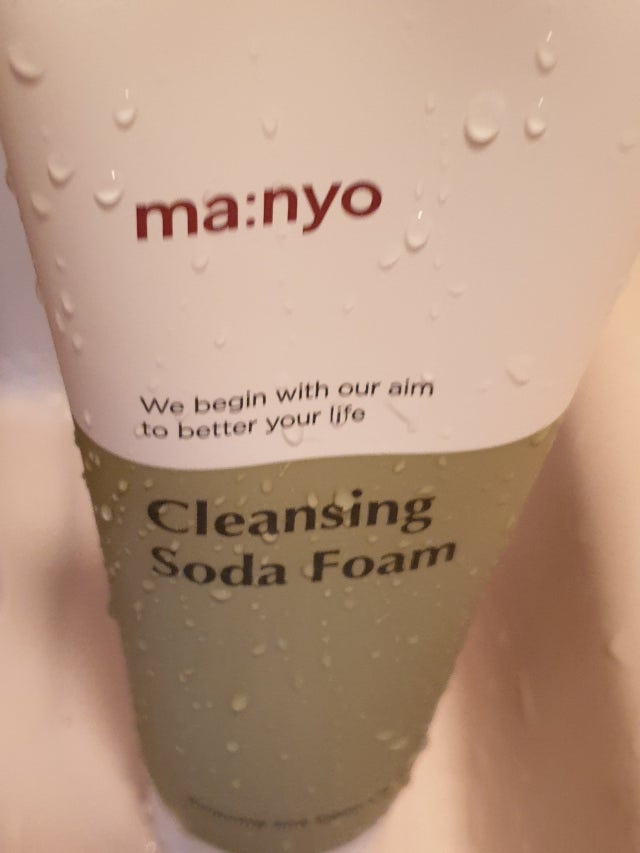 ma:nyo
We begin with our aim
to better your life
Cleansing
Soda Foam